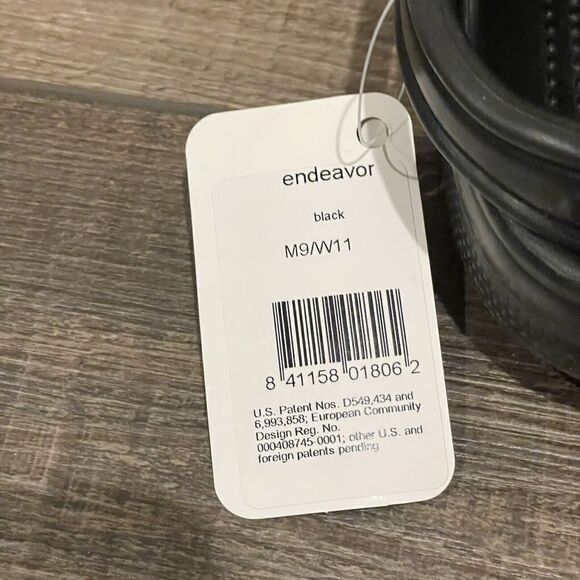 endeavor
black
M9/W11
8 41158 01806 2
U.S. Patent Nos. D549,434 and
6,993,858; European Community
Design Reg. No.
000408745-0001; other U.S. and
foreign patents pending